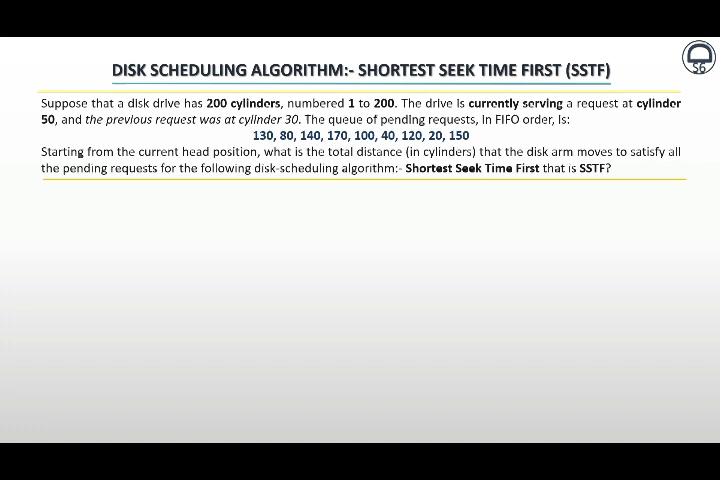 DISK SCHEDULING ALGORITHM:- SHORTEST SEEK TIME FIRST (SSTF)
S6
Suppose that a disk drive has 200 cylinders, numbered 1 to 200. The drive is currently serving a request at cylinder
50, and the previous request was at cylinder 30. The queue of pending requests, in FIFO order, is:
130, 80, 140, 170, 100, 40, 120, 20, 150
Starting from the current head position, what is the total distance (in cylinders) that the disk arm moves to satisfy all
the pending requests for the following disk-scheduling algorithm:- Shortest Seek Time First that is SSTF?